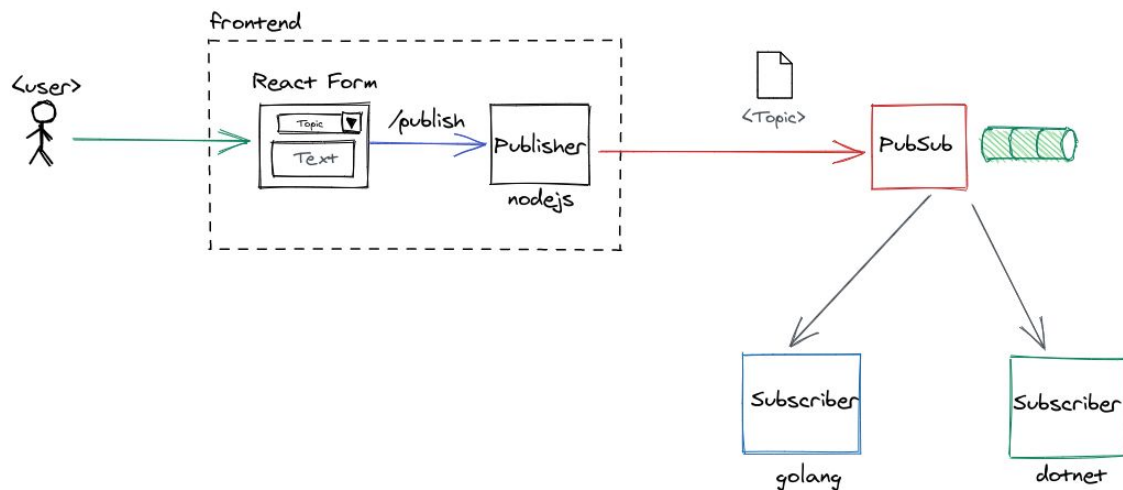 frontend
<user>
React Form
Topic
Text
/publish
Publisher
nodejs
<Topic>
PubSub
Subscriber
golang
Subscriber
dotnet